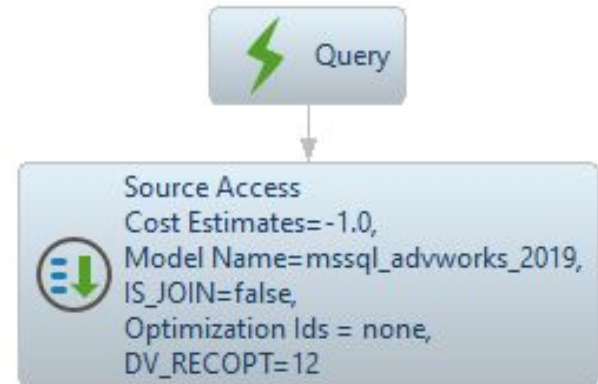 Query
Source Access
Cost Estimates=-1.0,
Model Name=mssql_advworks_2019,
IS_JOIN=false,
Optimization Ids = none,
DV_RECOPT=12